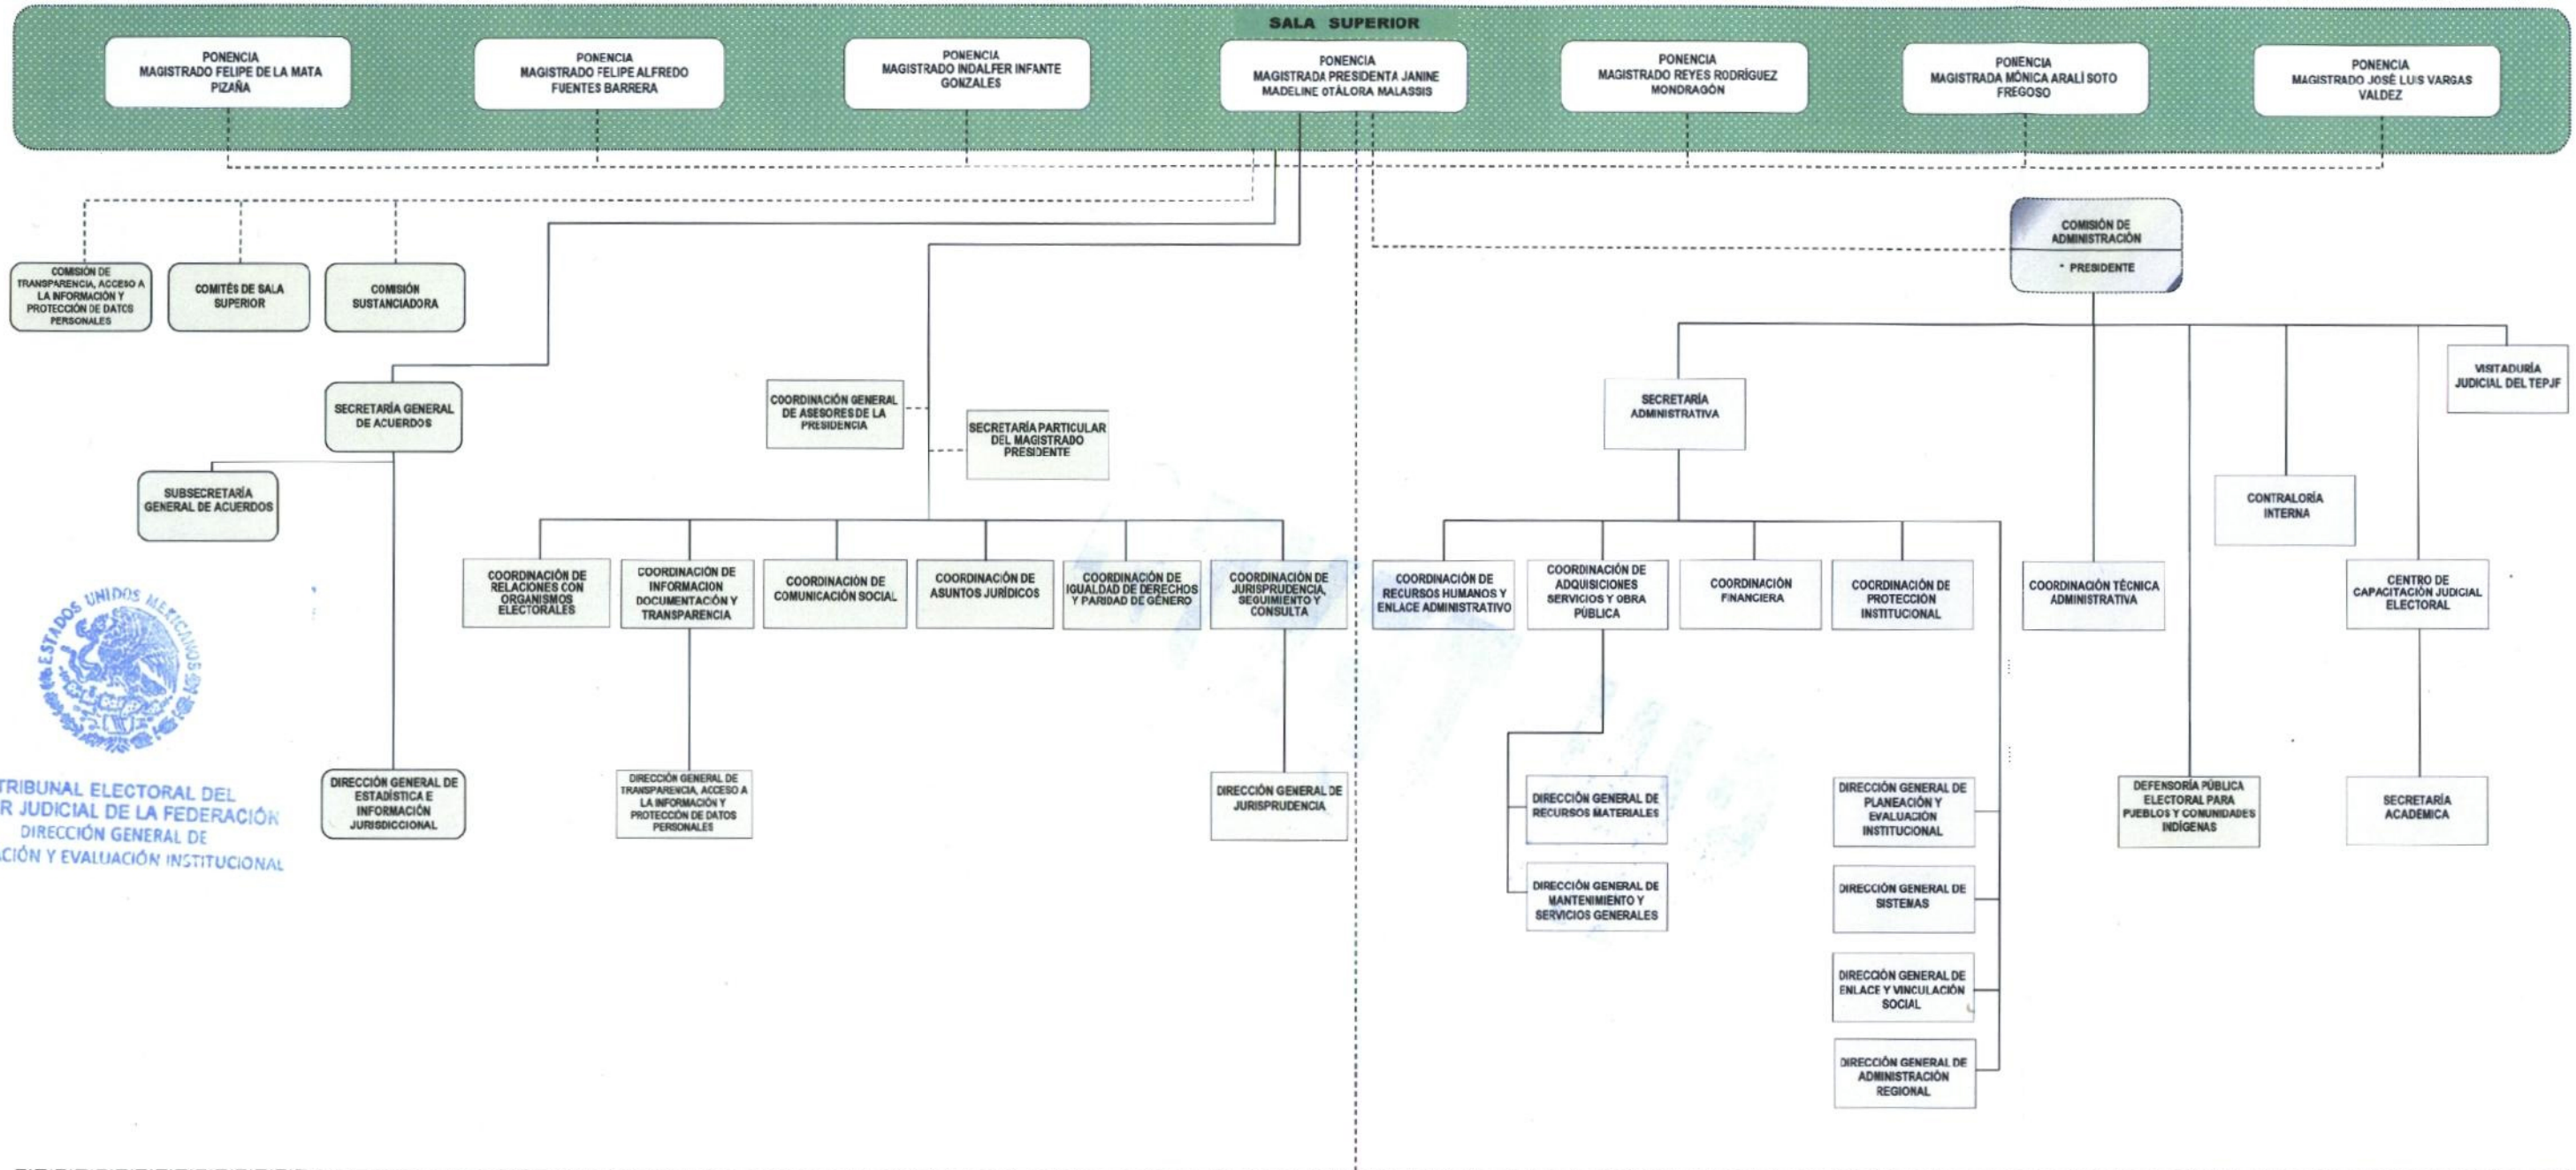 SALA SUPERIOR
PONENCIA
MAGISTRADO FELIPE DE LA MATA
PIZAÑA
PONENCIA
MAGISTRADO FELIPE ALFREDO
FUENTES BARRERA
PONENCIA
MAGISTRADO INDALFER INFANTE
GONZALES
PONENCIA
MAGISTRADA PRESIDENTA JANINE
MADELINE OTÁLORA MALASSIS
PONENCIA
MAGISTRADO REYES RODRÍGUEZ
MONDRAGÓN
PONENCIA
MAGISTRADA MÓNICA ARALÍ SOTO
FREGOSO
PONENCIA
MAGISTRADO JOSÉ LUIS VARGAS
VALDEZ
COMISIÓN DE
ADMINISTRACIÓN
* PRESIDENTE
COMISIÓN DE
TRANSPARENCIA, ACCESO A
LA INFORMACIÓN Y
PROTECCIÓN DE DATOS
PERSONALES
COMITÉS DE SALA
SUPERIOR
COMISIÓN
SUSTANCIADORA
SECRETARÍA GENERAL
DE ACUERDOS
COORDINACIÓN GENERAL
DE ASESORES DE LA
PRESIDENCIA
SECRETARÍA PARTICULAR
DEL MAGISTRADO
PRESIDENTE
SECRETARÍA
ADMINISTRATIVA
VISITADURÍA
JUDICIAL DEL TEPJF
SUBSECRETARÍA
GENERAL DE ACUERDOS
CONTRALORÍA
INTERNA
COORDINACIÓN DE
RELACIONES CON
ORGANISMOS
ELECTORALES
COORDINACIÓN DE
INFORMACION
DOCUMENTACIÓN Y
TRANSPARENCIA
COORDINACIÓN DE
COMUNICACIÓN SOCIAL
COORDINACIÓN DE
ASUNTOS JURÍDICOS
COORDINACIÓN DE
IGUALDAD DE DERECHOS
Y PARIDAD DE GÉNERO
COORDINACIÓN DE
JURISPRUDENCIA,
SEGUIMIENTO Y
CONSULTA
COORDINACIÓN DE
RECURSOS HUMANOS Y
ENLACE ADMINISTRATIVO
COORDINACIÓN DE
ADQUISICIONES
SERVICIOS Y OBRA
PÚBLICA
COORDINACIÓN
FINANCIERA
COORDINACIÓN DE
PROTECCIÓN
INSTITUCIONAL
COORDINACIÓN TÉCNICA
ADMINISTRATIVA
CENTRO DE
CAPACITACIÓN JUDICIAL
ELECTORAL
ESTADOS UNIDOS MEXICANOS
TRIBUNAL ELECTORAL DEL
R JUDICIAL DE LA FEDERACIÓN
DIRECCIÓN GENERAL DE
CIÓN Y EVALUACIÓN INSTITUCIONAL
DIRECCIÓN GENERAL DE
ESTADÍSTICA E
INFORMACIÓN
JURISDICCIONAL
DIRECCIÓN GENERAL DE
TRANSPARENCIA, ACCESO A
LA INFORMACIÓN Y
PROTECCIÓN DE DATOS
PERSONALES
DIRECCIÓN GENERAL DE
JURISPRUDENCIA
DIRECCIÓN GENERAL DE
RECURSOS MATERIALES
DIRECCIÓN GENERAL DE
PLANEACIÓN Y
EVALUACIÓN
INSTITUCIONAL
DEFENSORÍA PÚBLICA
ELECTORAL PARA
PUEBLOS Y COMUNIDADES
INDÍGENAS
SECRETARÍA
ACADÉMICA
DIRECCIÓN GENERAL DE
MANTENIMIENTO Y
SERVICIOS GENERALES
DIRECCIÓN GENERAL DE
SISTEMAS
DIRECCIÓN GENERAL DE
ENLACE Y VINCULACIÓN
SOCIAL
DIRECCIÓN GENERAL DE
ADMINISTRACIÓN
REGIONAL